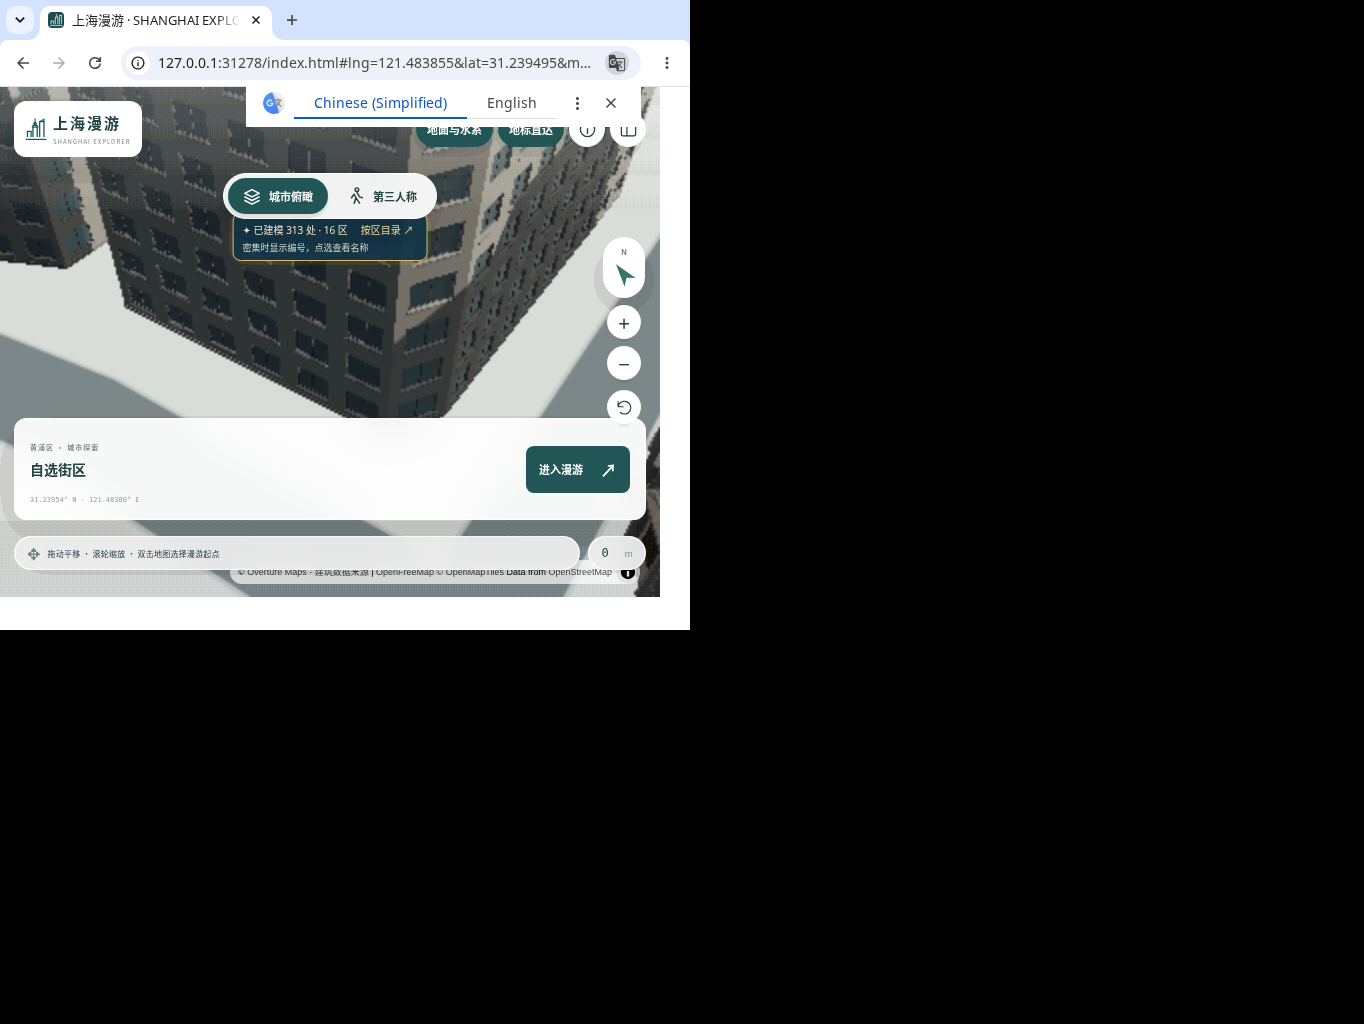 上海漫游 · SHANGHAI EXPLO
127.0.0.1:31278/index.html#lng=121.483855&lat=31.239495&m...
Chinese (Simplified) English
上海漫游
SHANGHAI EXPLORER
地面与水系 地标直达
城市俯瞰 第三人称
✦ 已建模 313 处 · 16 区 按区目录 ↗
密集时显示编号，点选查看名称
N
+
−
黄浦区 · 城市探索
自选街区
31.23954° N · 121.48380° E
进入漫游 ↗
拖动平移 · 滚轮缩放 · 双击地图选择漫游起点
0 m
© Overture Maps · 建筑数据来源 | OpenFreeMap © OpenMapTiles Data from OpenStreetMap